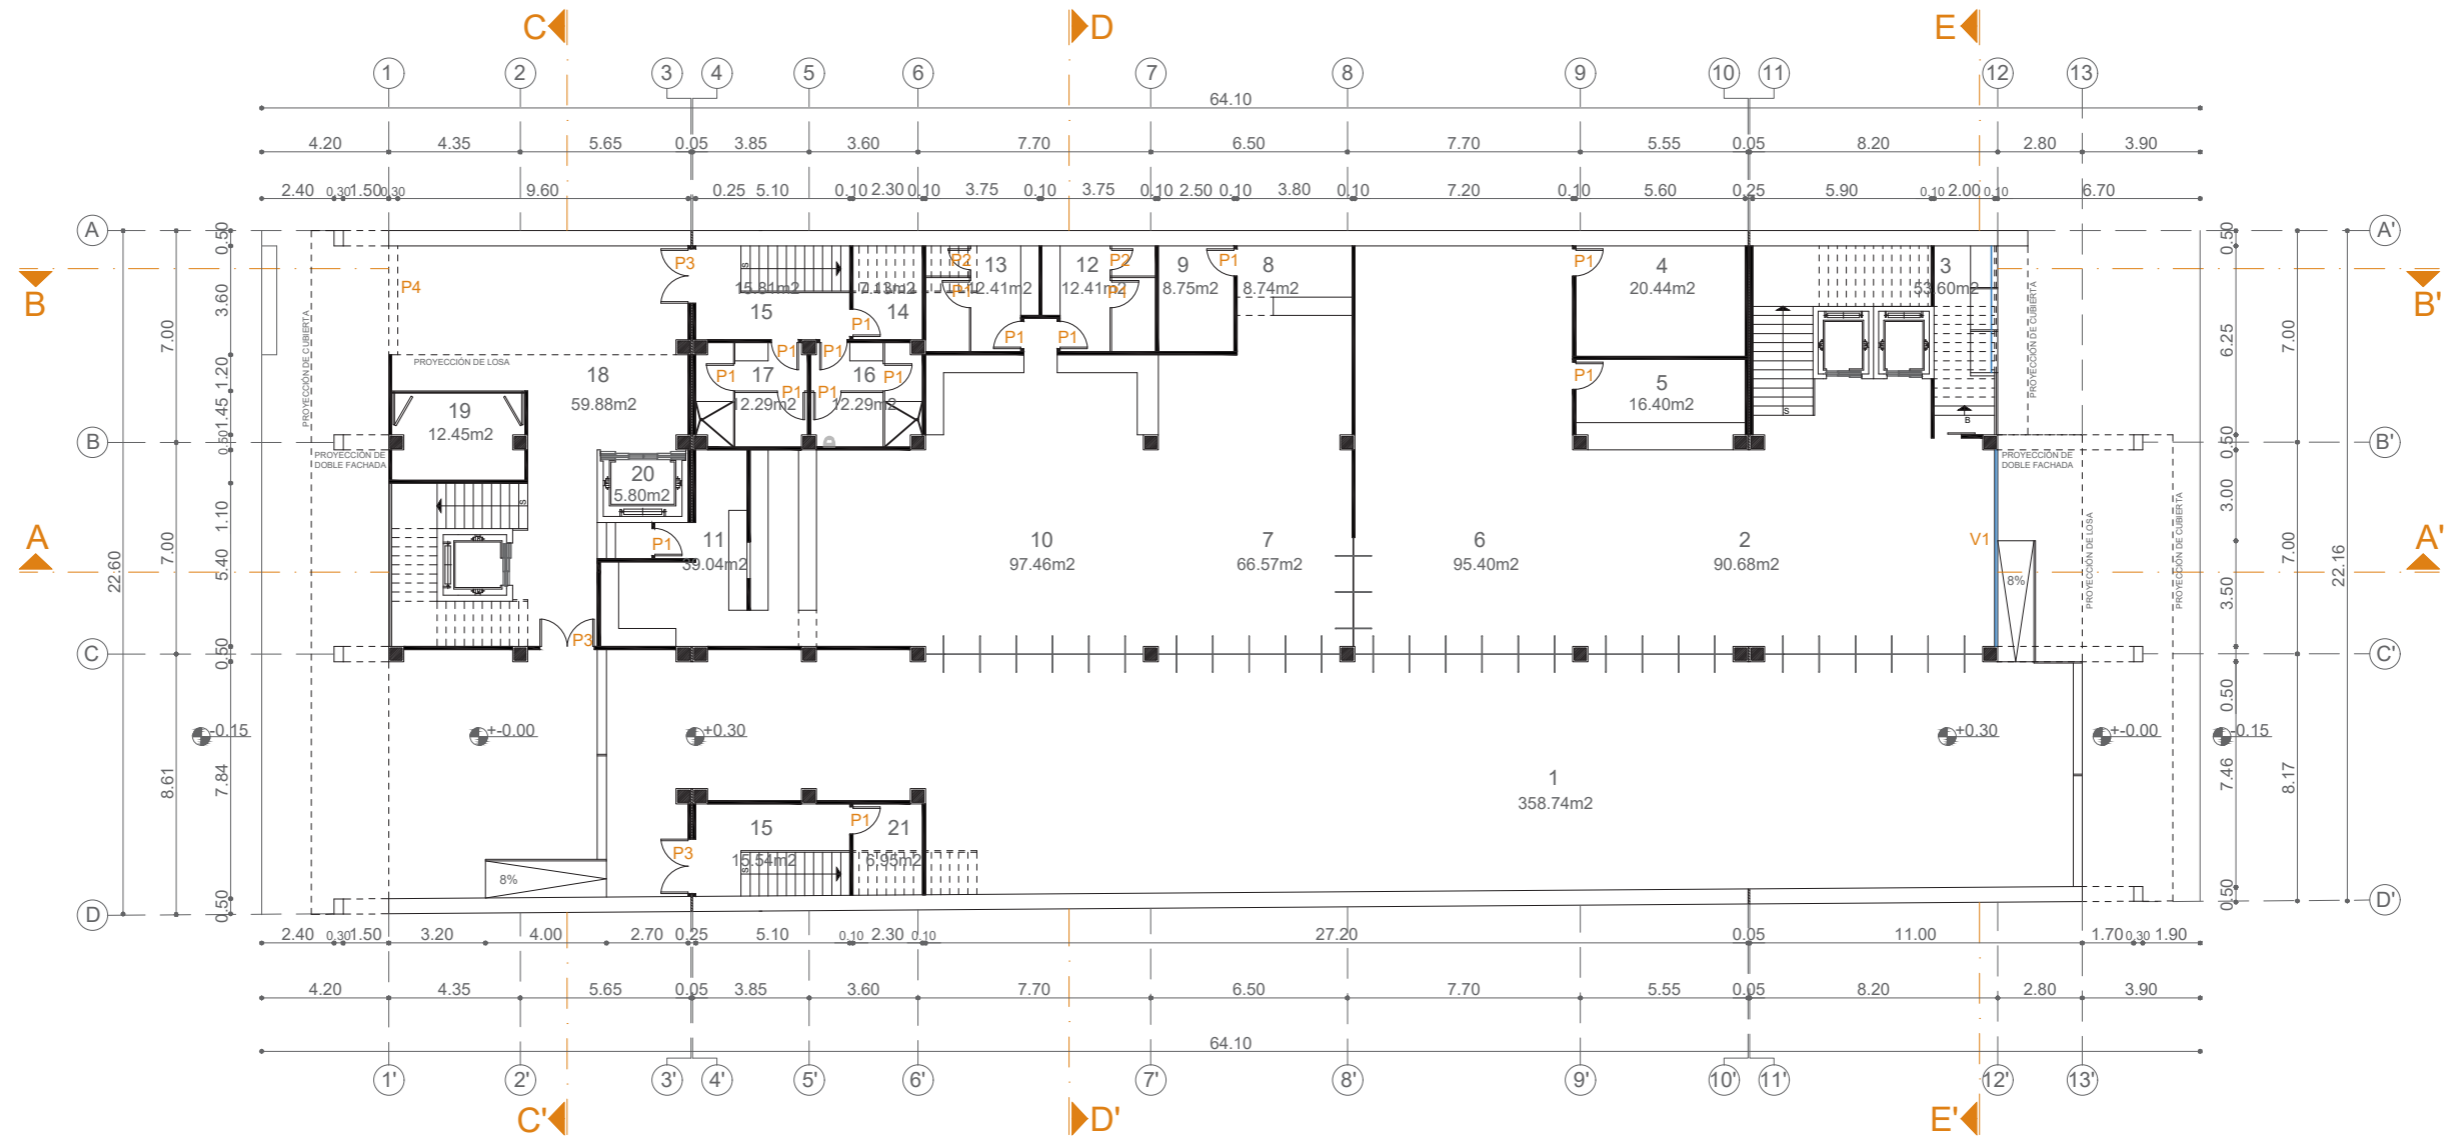 C D E
1 2 3 4 5 6 7 8 9 10 11 12 13
64.10
4.20 4.35 5.65 0.05 3.85 3.60 7.70 6.50 7.70 5.55 0.05 8.20 2.80 3.90
2.40 0.30 1.50 0.30 9.60 0.25 5.10 0.10 2.30 0.10 3.75 0.10 3.75 0.10 2.50 0.10 3.80 0.10 7.20 0.10 5.60 0.25 5.90 0.10 2.00 0.10 6.70
A A'
0.50 0.50
B B'
P4 P3 P2 P2 P1 P1
13 12 9 8 4 3
15.81m2 7.13m2 12.41m2 12.41m2 8.75m2 8.74m2 20.44m2 53.60m2
S
P1 P1
3.60
15 14
P1 P1 P1
7.00 7.00
6.25
PROYECCIÓN DE CUBIERTA
PROYECCIÓN DE CUBIERTA
PROYECCIÓN DE LOSA
P1 P1
1.20
18 17 16 5
P1 P1 P1
59.88m2 12.29m2 12.29m2 16.40m2
P1 P1
19
12.45m2
1.45
S B
B B'
0.50 0.50
PROYECCIÓN DE
DOBLE FACHADA
PROYECCIÓN DE
DOBLE FACHADA
20
5.80m2
S
1.10 3.00
A A'
11 10 7 6 2
P1 V1
39.04m2 97.46m2 66.57m2 95.40m2 90.68m2
22.60 7.00 5.40
7.00 22.16
3.50
8%
PROYECCIÓN DE LOSA
PROYECCIÓN DE CUBIERTA
P3
C C'
0.50 0.50
0.50
-0.15 +-0.00 +0.30 +0.30 +-0.00 -0.15
8.61 7.84 7.46 8.17
1
358.74m2
15 21
P1
P3
15.54m2 6.95m2
S
8%
D D'
0.50 0.50
2.40 0.30 1.50 3.20 4.00 2.70 0.25 5.10 0.10 2.30 0.10 27.20 0.05 11.00 1.70 0.30 1.90
4.20 4.35 5.65 0.05 3.85 3.60 7.70 6.50 7.70 5.55 0.05 8.20 2.80 3.90
64.10
1' 2' 3' 4' 5' 6' 7' 8' 9' 10' 11' 12' 13'
C' D' E'